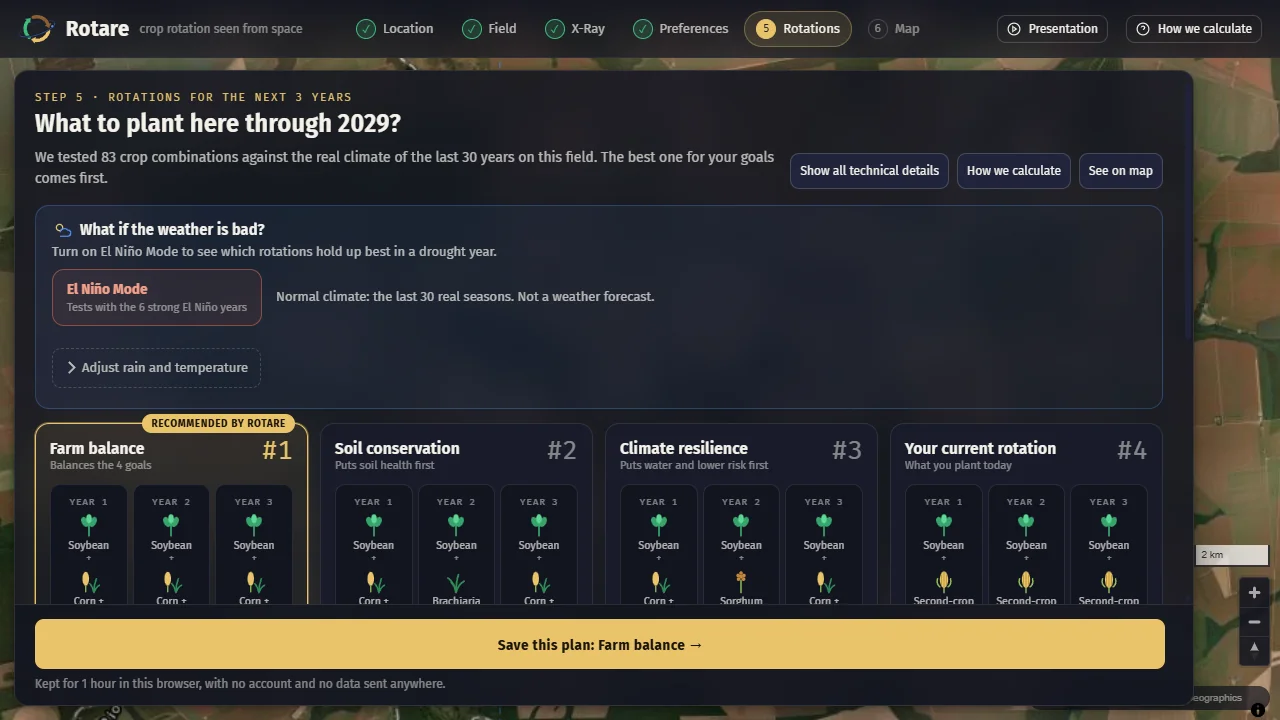 Rotare crop rotation seen from space ✓ Location ✓ Field ✓ X-Ray ✓ Preferences 5 Rotations 6 Map Presentation How we calculate
STEP 5 · ROTATIONS FOR THE NEXT 3 YEARS
What to plant here through 2029?
We tested 83 crop combinations against the real climate of the last 30 years on this field. The best one for your goals
comes first.
Show all technical details How we calculate See on map
What if the weather is bad?
Turn on El Niño Mode to see which rotations hold up best in a drought year.
El Niño Mode
Tests with the 6 strong El Niño years
Normal climate: the last 30 real seasons. Not a weather forecast.
Adjust rain and temperature
RECOMMENDED BY ROTARE
Farm balance #1
Balances the 4 goals
YEAR 1 YEAR 2 YEAR 3
Soybean Soybean Soybean
+ + +
Corn + Corn + Corn +
Soil conservation #2
Puts soil health first
YEAR 1 YEAR 2 YEAR 3
Soybean Soybean Soybean
+ + +
Corn + Brachiaria Corn +
Climate resilience #3
Puts water and lower risk first
YEAR 1 YEAR 2 YEAR 3
Soybean Soybean Soybean
+ + +
Corn + Sorghum Corn +
Your current rotation #4
What you plant today
YEAR 1 YEAR 2 YEAR 3
Soybean Soybean Soybean
+ + +
Second-crop Second-crop Second-crop
Save this plan: Farm balance →
Kept for 1 hour in this browser, with no account and no data sent anywhere.
2 km
+
−